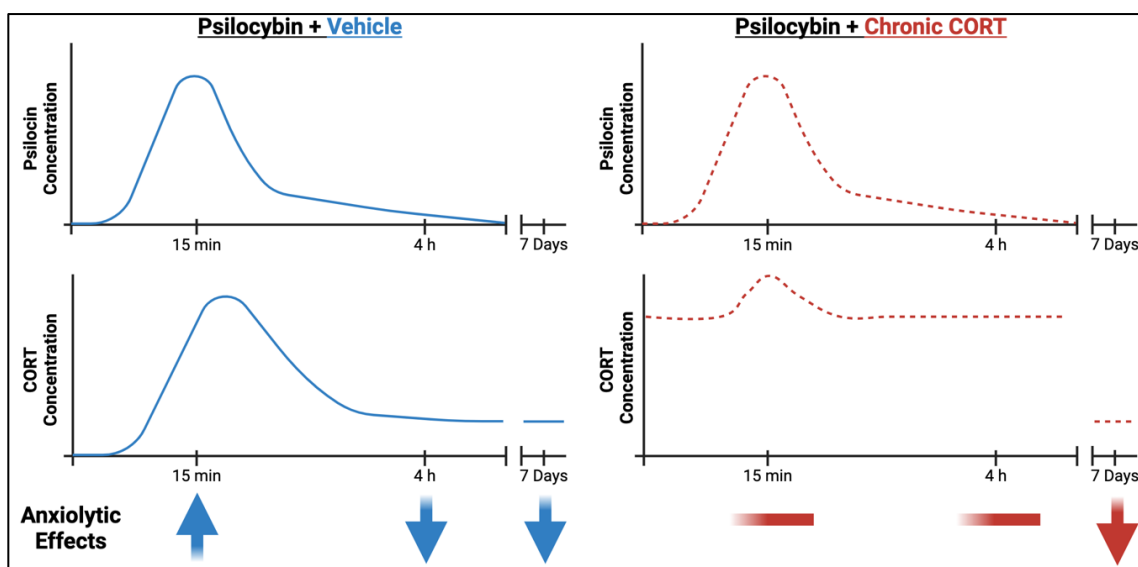 Psilocybin + Vehicle
Psilocin
Concentration
15 min
4 h
7 Days
CORT
Concentration
15 min
4 h
7 Days
Anxiolytic
Effects
Psilocybin + Chronic CORT
Psilocin
Concentration
15 min
4 h
7 Days
CORT
Concentration
15 min
4 h
7 Days